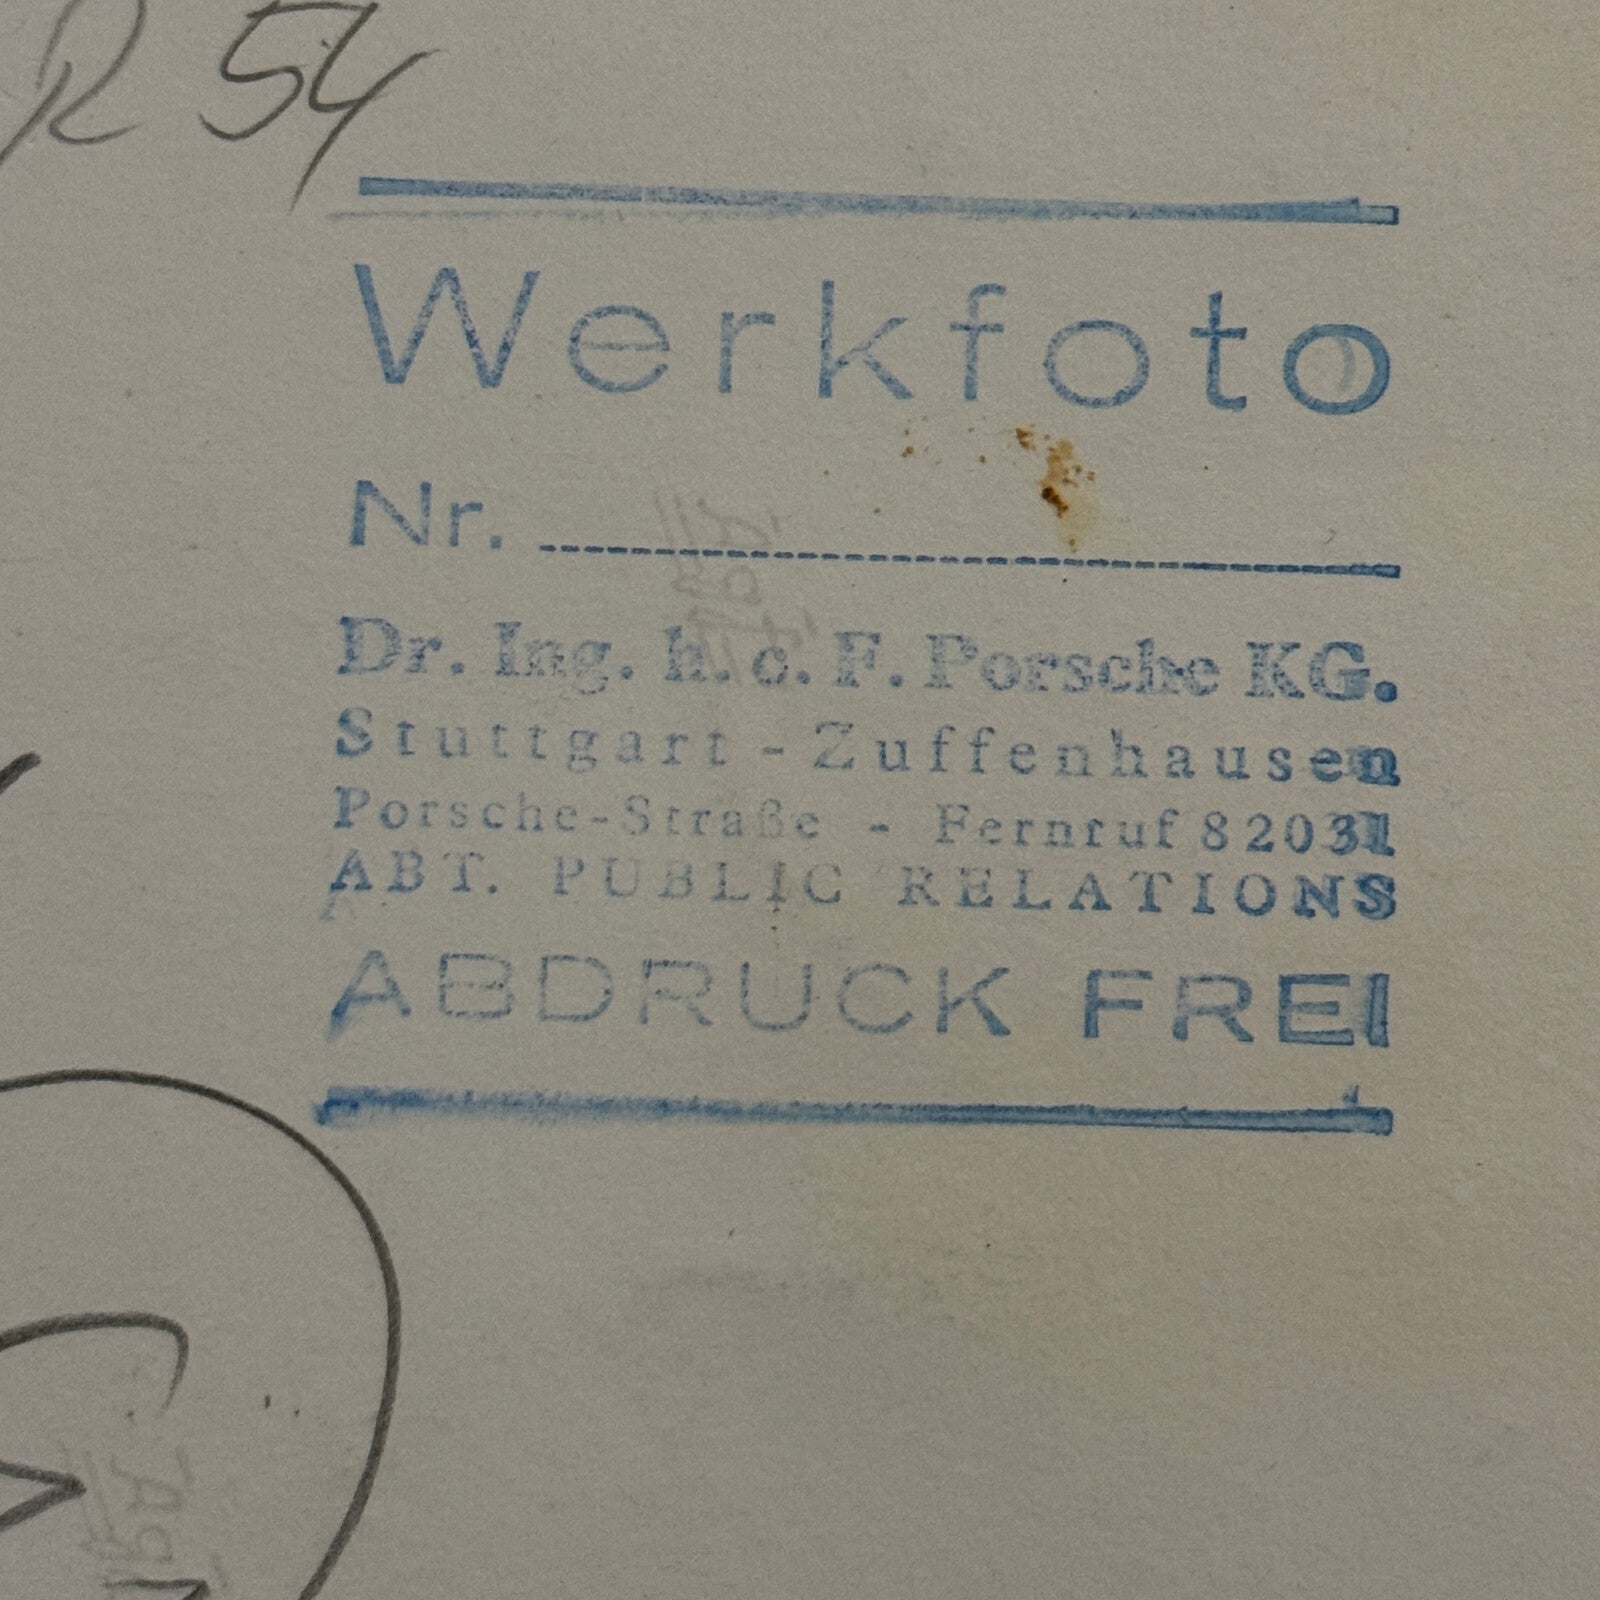 R 54
Werkfoto
Nr.
Dr. Ing. h. c. F. Porsche KG.
Stuttgart - Zuffenhausen
Porsche-Straße - Fernruf 82031
ABT. PUBLIC RELATIONS
ABDRUCK FREI